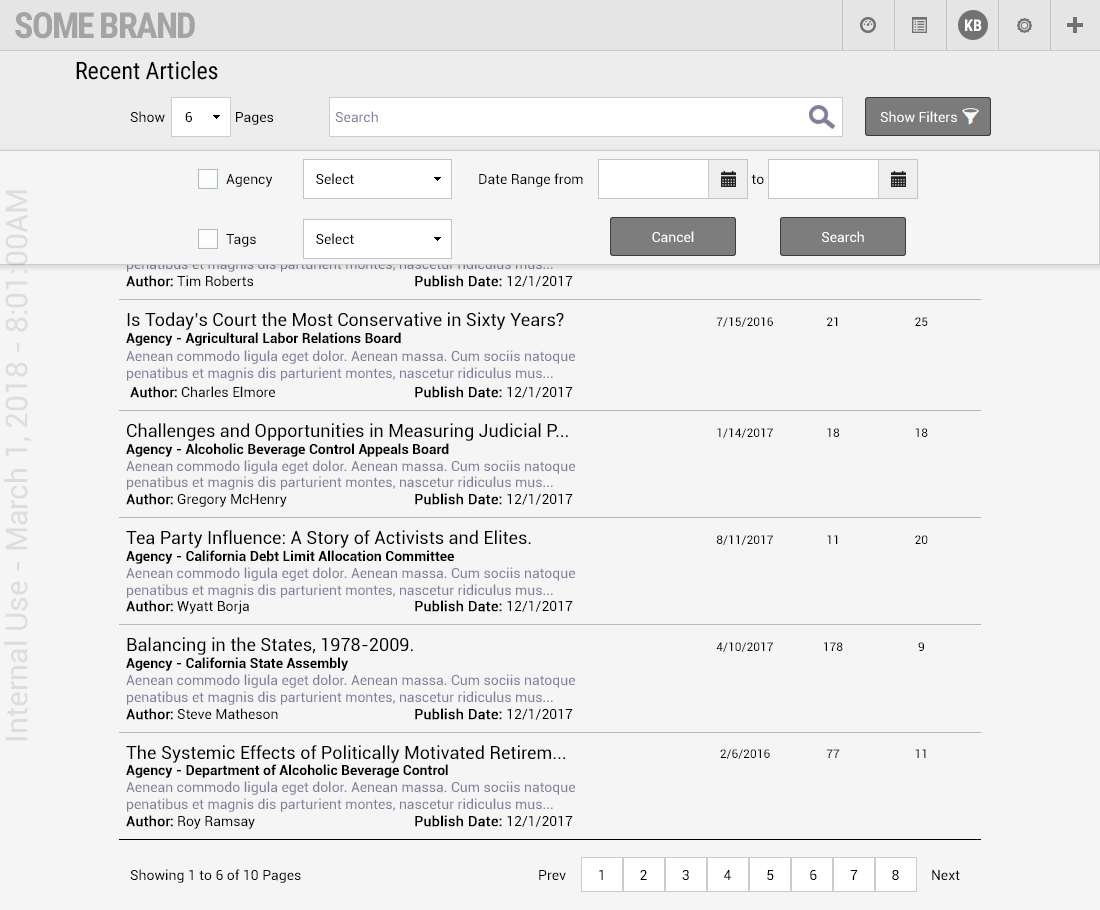 SOME BRAND
KB
Recent Articles
Show 6 Pages
Search
Show Filters
Agency Select Date Range from to
Tags Select Cancel Search
Internal Use - March 1, 2018 - 8:01:00AM
penatibus et magnis dis parturient montes, nascetur ridiculus mus...
Author: Tim Roberts Publish Date: 12/1/2017
Is Today's Court the Most Conservative in Sixty Years? 7/15/2016 21 25
Agency - Agricultural Labor Relations Board
Aenean commodo ligula eget dolor. Aenean massa. Cum sociis natoque
penatibus et magnis dis parturient montes, nascetur ridiculus mus...
Author: Charles Elmore Publish Date: 12/1/2017
Challenges and Opportunities in Measuring Judicial P... 1/14/2017 18 18
Agency - Alcoholic Beverage Control Appeals Board
Aenean commodo ligula eget dolor. Aenean massa. Cum sociis natoque
penatibus et magnis dis parturient montes, nascetur ridiculus mus...
Author: Gregory McHenry Publish Date: 12/1/2017
Tea Party Influence: A Story of Activists and Elites. 8/11/2017 11 20
Agency - California Debt Limit Allocation Committee
Aenean commodo ligula eget dolor. Aenean massa. Cum sociis natoque
penatibus et magnis dis parturient montes, nascetur ridiculus mus...
Author: Wyatt Borja Publish Date: 12/1/2017
Balancing in the States, 1978-2009. 4/10/2017 178 9
Agency - California State Assembly
Aenean commodo ligula eget dolor. Aenean massa. Cum sociis natoque
penatibus et magnis dis parturient montes, nascetur ridiculus mus...
Author: Steve Matheson Publish Date: 12/1/2017
The Systemic Effects of Politically Motivated Retirem... 2/6/2016 77 11
Agency - Department of Alcoholic Beverage Control
Aenean commodo ligula eget dolor. Aenean massa. Cum sociis natoque
penatibus et magnis dis parturient montes, nascetur ridiculus mus...
Author: Roy Ramsay Publish Date: 12/1/2017
Showing 1 to 6 of 10 Pages Prev 1 2 3 4 5 6 7 8 Next